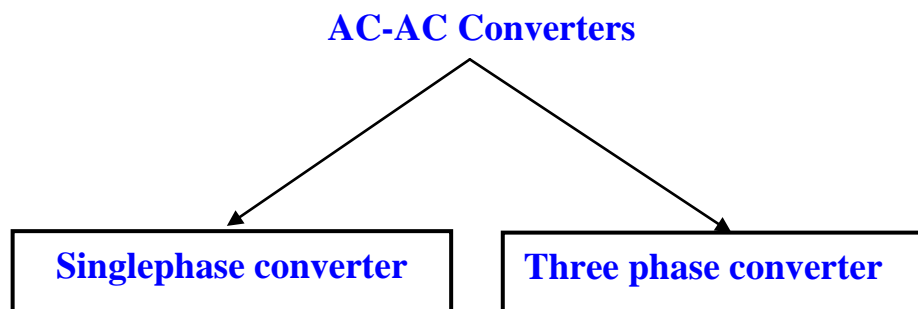 AC-AC Converters
Singlephase converter
Three phase converter